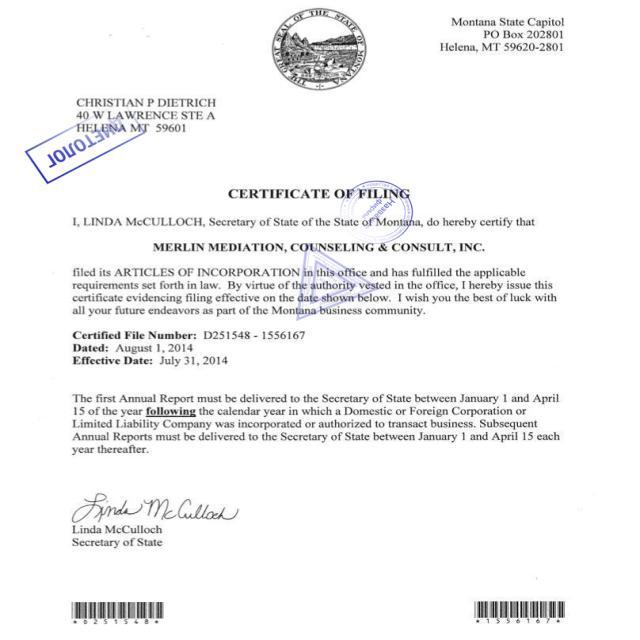 THE GREAT SEAL OF THE STATE OF MONTANA
Montana State Capitol
PO Box 202801
Helena, MT 59620-2801
CHRISTIAN P DIETRICH
40 W LAWRENCE STE A
HELENA MT 59601
ДИЕТОЛОГ
CERTIFICATE OF FILING
I, LINDA McCULLOCH, Secretary of State of the State of Montana, do hereby certify that
MERLIN MEDIATION, COUNSELING & CONSULT, INC.
filed its ARTICLES OF INCORPORATION in this office and has fulfilled the applicable
requirements set forth in law. By virtue of the authority vested in the office, I hereby issue this
certificate evidencing filing effective on the date shown below. I wish you the best of luck with
all your future endeavors as part of the Montana business community.
Certified File Number: D251548 - 1556167
Dated: August 1, 2014
Effective Date: July 31, 2014
The first Annual Report must be delivered to the Secretary of State between January 1 and April
15 of the year following the calendar year in which a Domestic or Foreign Corporation or
Limited Liability Company was incorporated or authorized to transact business. Subsequent
Annual Reports must be delivered to the Secretary of State between January 1 and April 15 each
year thereafter.
Linda McCulloch
Linda McCulloch
Secretary of State
*6251548*
*1556167*